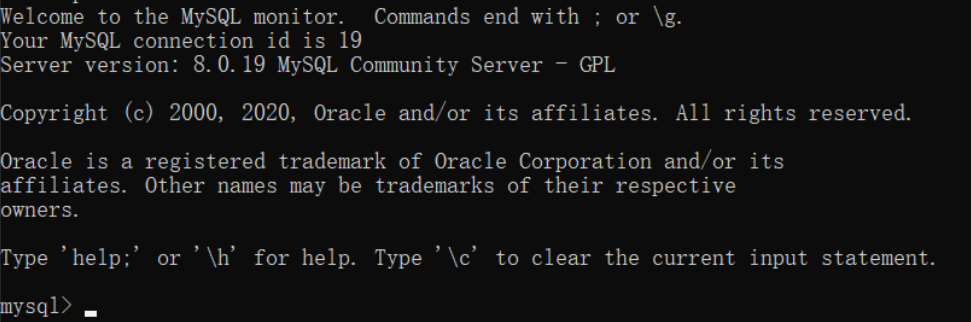 Welcome to the MySQL monitor.  Commands end with ; or \g.
Your MySQL connection id is 19
Server version: 8.0.19 MySQL Community Server - GPL
Copyright (c) 2000, 2020, Oracle and/or its affiliates. All rights reserved.
Oracle is a registered trademark of Oracle Corporation and/or its
affiliates. Other names may be trademarks of their respective
owners.
Type 'help;' or '\h' for help. Type '\c' to clear the current input statement.
mysql> _